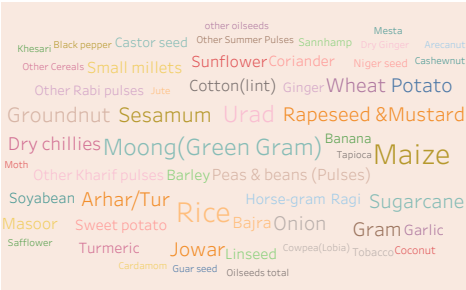 other oilseeds
Mesta
Khesari Black pepper Castor seed other Summer Pulses Sannhamp Dry Ginger Arecanut
Other Cereals Small millets Sunflower Coriander Niger seed Cashewnut
Other Rabi pulses Jute Cotton(lint) Ginger Wheat Potato
Groundnut Sesamum Urad Rapeseed &Mustard
Dry chillies Moong(Green Gram) Banana Tapioca Maize
Moth Other Kharif pulses Barley Peas & beans (Pulses)
Soyabean Arhar/Tur Horse-gram Ragi Sugarcane
Masoor Sweet potato Rice Bajra Onion Gram Garlic
Safflower Turmeric Jowar Linseed Cowpea(Lobia) Tabacco Coconut
Cardamom Guar seed Oilseeds total